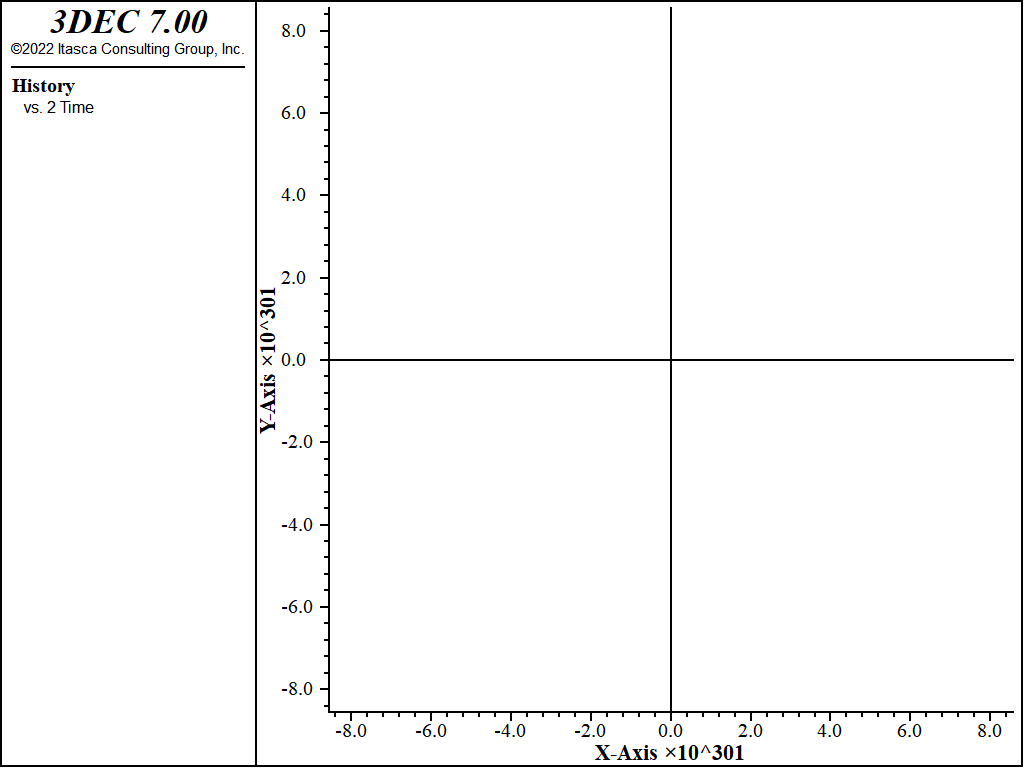 3DEC 7.00
©2022 Itasca Consulting Group, Inc.
History
vs. 2 Time
8.0
6.0
4.0
2.0
0.0
-2.0
-4.0
-6.0
-8.0
Y-Axis ×10^301
-8.0 -6.0 -4.0 -2.0 0.0 2.0 4.0 6.0 8.0
X-Axis ×10^301